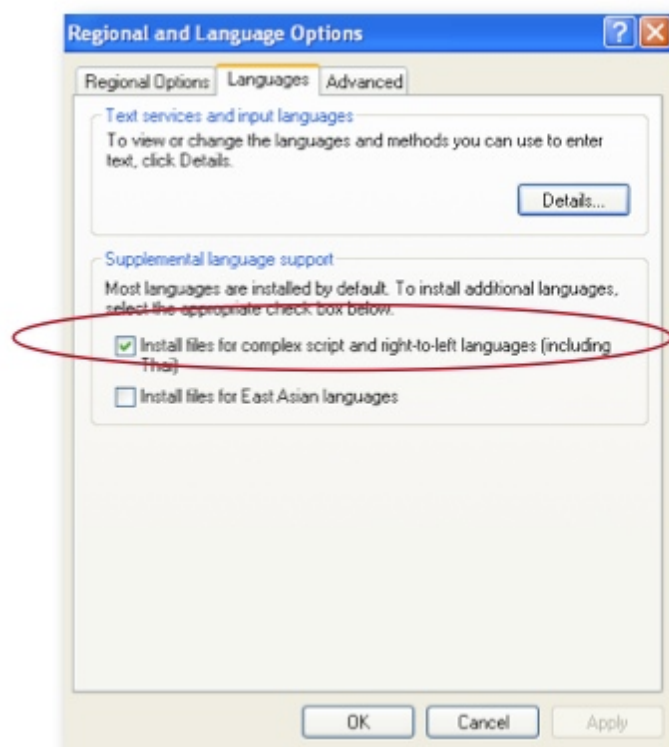 Regional and Language Options
Regional Options Languages Advanced
Text services and input languages
To view or change the languages and methods you can use to enter
text, click Details.
Details...
Supplemental language support
Most languages are installed by default. To install additional languages,
select the appropriate check box below.
Install files for complex script and right-to-left languages (including
Thai)
Install files for East Asian languages
OK Cancel Apply